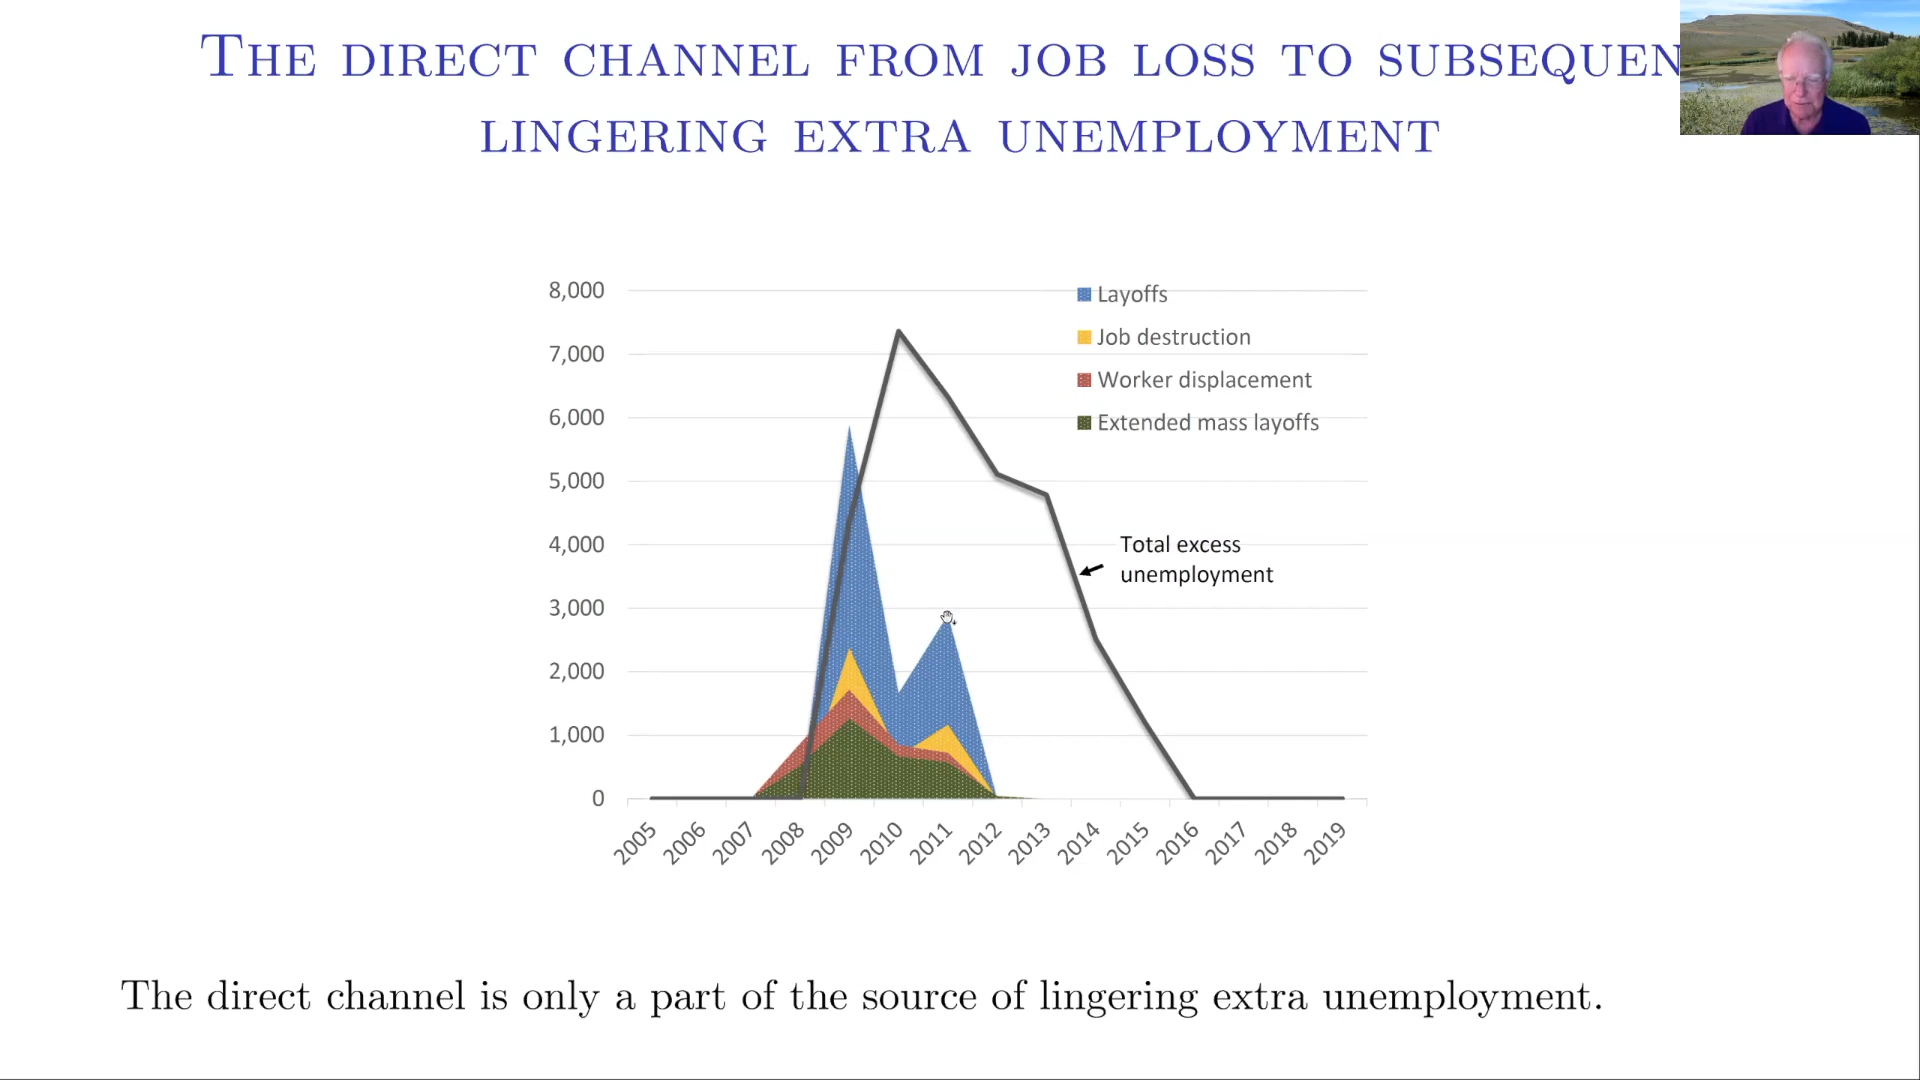 THE DIRECT CHANNEL FROM JOB LOSS TO SUBSEQUEN
LINGERING EXTRA UNEMPLOYMENT
8,000
7,000
6,000
5,000
4,000
3,000
2,000
1,000
0
Layoffs
Job destruction
Worker displacement
Extended mass layoffs
Total excess
unemployment
2005
2006
2007
2008
2009
2010
2011
2012
2013
2014
2015
2016
2017
2018
2019
The direct channel is only a part of the source of lingering extra unemployment.